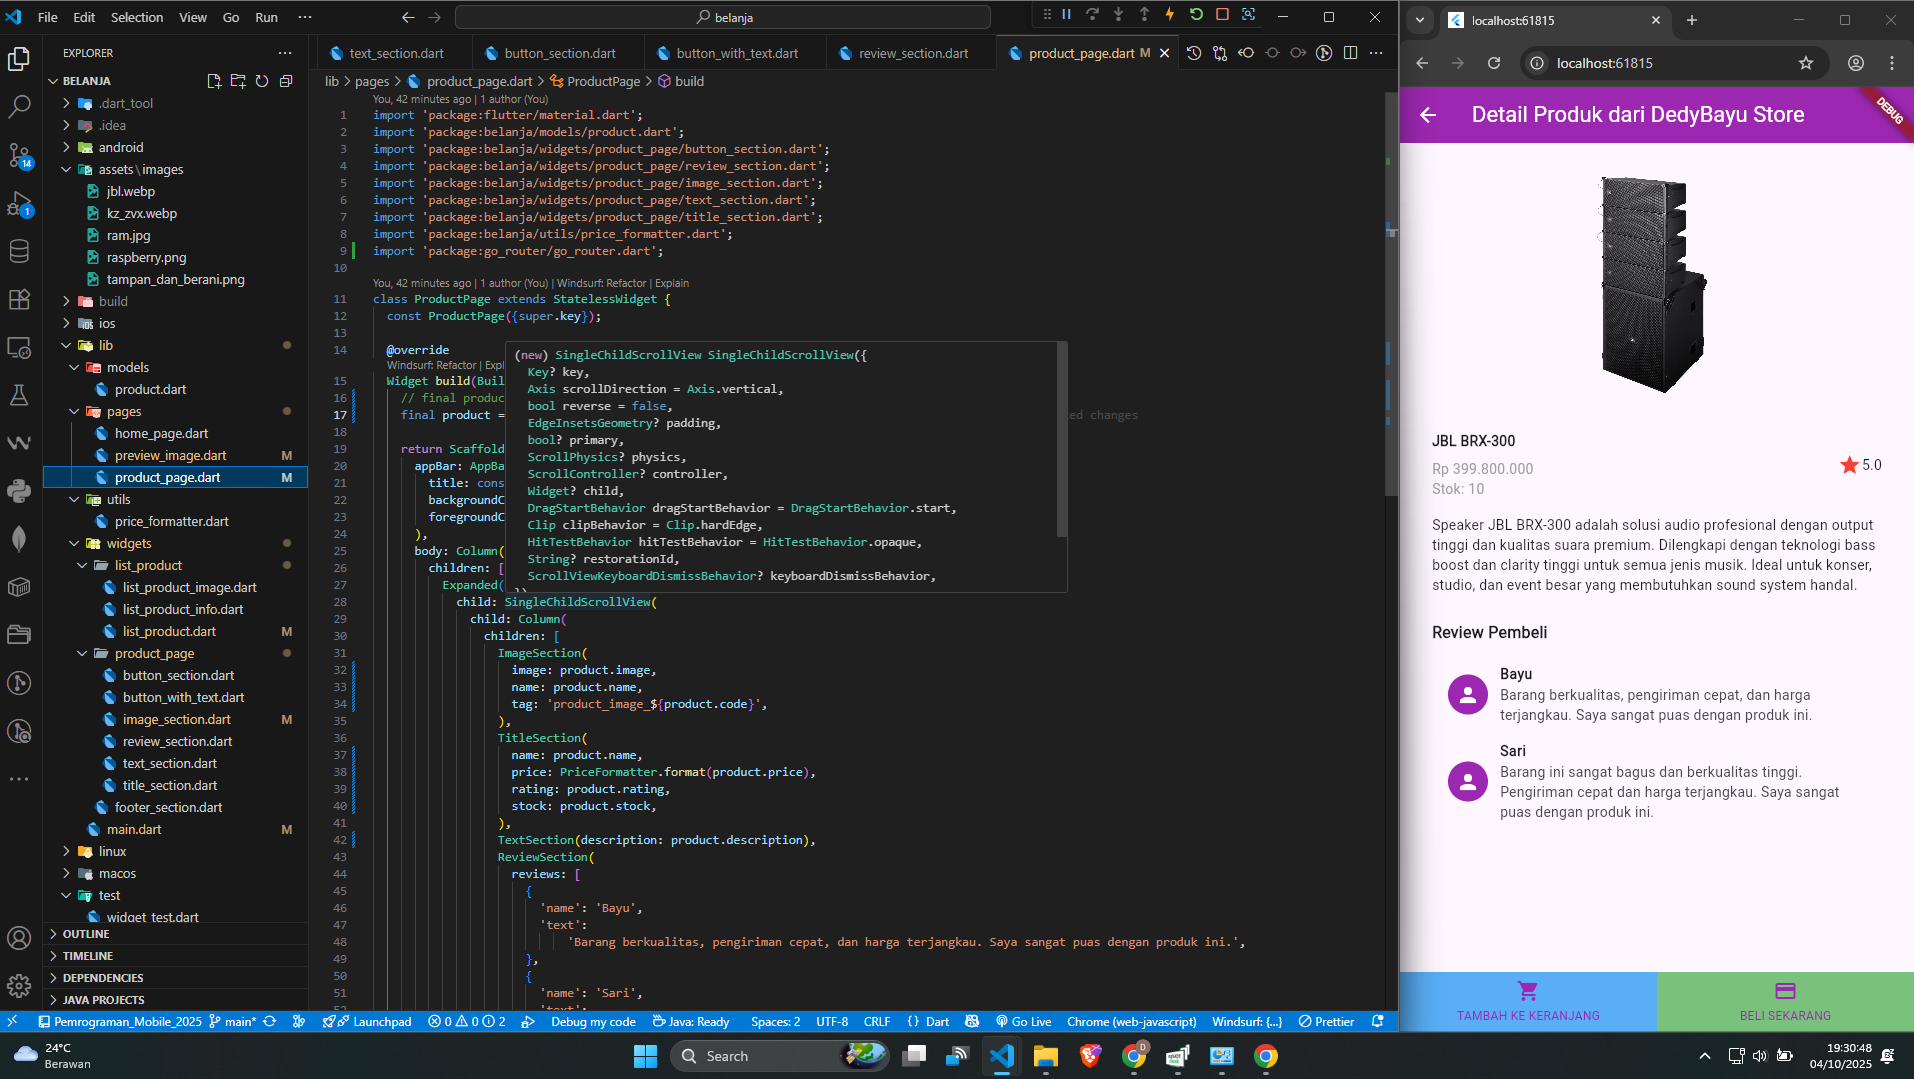 File Edit Selection View Go Run ···
belanja
localhost:61815
EXPLORER
BELANJA
.dart_tool
.idea
android
assets\images
jbl.webp
kz_zvx.webp
ram.jpg
raspberry.png
tampan_dan_berani.png
build
ios
lib
models
product.dart
pages
home_page.dart
preview_image.dart M
product_page.dart M
utils
price_formatter.dart
widgets
list_product
list_product_image.dart
list_product_info.dart
list_product.dart M
product_page
button_section.dart
button_with_text.dart
image_section.dart M
review_section.dart
text_section.dart
title_section.dart
footer_section.dart
main.dart M
linux
macos
test
widget_test.dart
OUTLINE
TIMELINE
DEPENDENCIES
JAVA PROJECTS
14
1
text_section.dart button_section.dart button_with_text.dart review_section.dart product_page.dart M
lib > pages > product_page.dart > ProductPage > build
You, 42 minutes ago | 1 author (You)
1 import 'package:flutter/material.dart';
2 import 'package:belanja/models/product.dart';
3 import 'package:belanja/widgets/product_page/button_section.dart';
4 import 'package:belanja/widgets/product_page/review_section.dart';
5 import 'package:belanja/widgets/product_page/image_section.dart';
6 import 'package:belanja/widgets/product_page/text_section.dart';
7 import 'package:belanja/widgets/product_page/title_section.dart';
8 import 'package:belanja/utils/price_formatter.dart';
9 import 'package:go_router/go_router.dart';
10
You, 42 minutes ago | 1 author (You) | Windsurf: Refactor | Explain
11 class ProductPage extends StatelessWidget {
12 const ProductPage({super.key});
13
14 @override
Windsurf: Refactor | Expl
15 Widget build(Buil
16 // final produc
17 final product = ed changes
18
19 return Scaffold
20 appBar: AppBa
21 title: cons
22 backgroundC
23 foregroundC
24 ),
25 body: Column(
26 children: [
27 Expanded(
28 child: SingleChildScrollView(
29 child: Column(
30 children: [
31 ImageSection(
32 image: product.image,
33 name: product.name,
34 tag: 'product_image_${product.code}',
35 ),
36 TitleSection(
37 name: product.name,
38 price: PriceFormatter.format(product.price),
39 rating: product.rating,
40 stock: product.stock,
41 ),
42 TextSection(description: product.description),
43 ReviewSection(
44 reviews: [
45 {
46 'name': 'Bayu',
47 'text':
48 'Barang berkualitas, pengiriman cepat, dan harga terjangkau. Saya sangat puas dengan produk ini.',
49 },
50 {
51 'name': 'Sari',
(new) SingleChildScrollView SingleChildScrollView({
Key? key,
Axis scrollDirection = Axis.vertical,
bool reverse = false,
EdgeInsetsGeometry? padding,
bool? primary,
ScrollPhysics? physics,
ScrollController? controller,
Widget? child,
DragStartBehavior dragStartBehavior = DragStartBehavior.start,
Clip clipBehavior = Clip.hardEdge,
HitTestBehavior hitTestBehavior = HitTestBehavior.opaque,
String? restorationId,
ScrollViewKeyboardDismissBehavior? keyboardDismissBehavior,
localhost:61815
Detail Produk dari DedyBayu Store
DEBUG
JBL BRX-300
Rp 399.800.000
Stok: 10
5.0
Speaker JBL BRX-300 adalah solusi audio profesional dengan output
tinggi dan kualitas suara premium. Dilengkapi dengan teknologi bass
boost dan clarity tinggi untuk semua jenis musik. Ideal untuk konser,
studio, dan event besar yang membutuhkan sound system handal.
Review Pembeli
Bayu
Barang berkualitas, pengiriman cepat, dan harga
terjangkau. Saya sangat puas dengan produk ini.
Sari
Barang ini sangat bagus dan berkualitas tinggi.
Pengiriman cepat dan harga terjangkau. Saya sangat
puas dengan produk ini.
TAMBAH KE KERANJANG BELI SEKARANG
Pemrograman_Mobile_2025 main* Launchpad 0 0 2 Debug my code Java: Ready Spaces: 2 UTF-8 CRLF {} Dart Go Live Chrome (web-javascript) Windsurf: {...} Prettier
24°C
Berawan
Search
19:30:48
04/10/2025